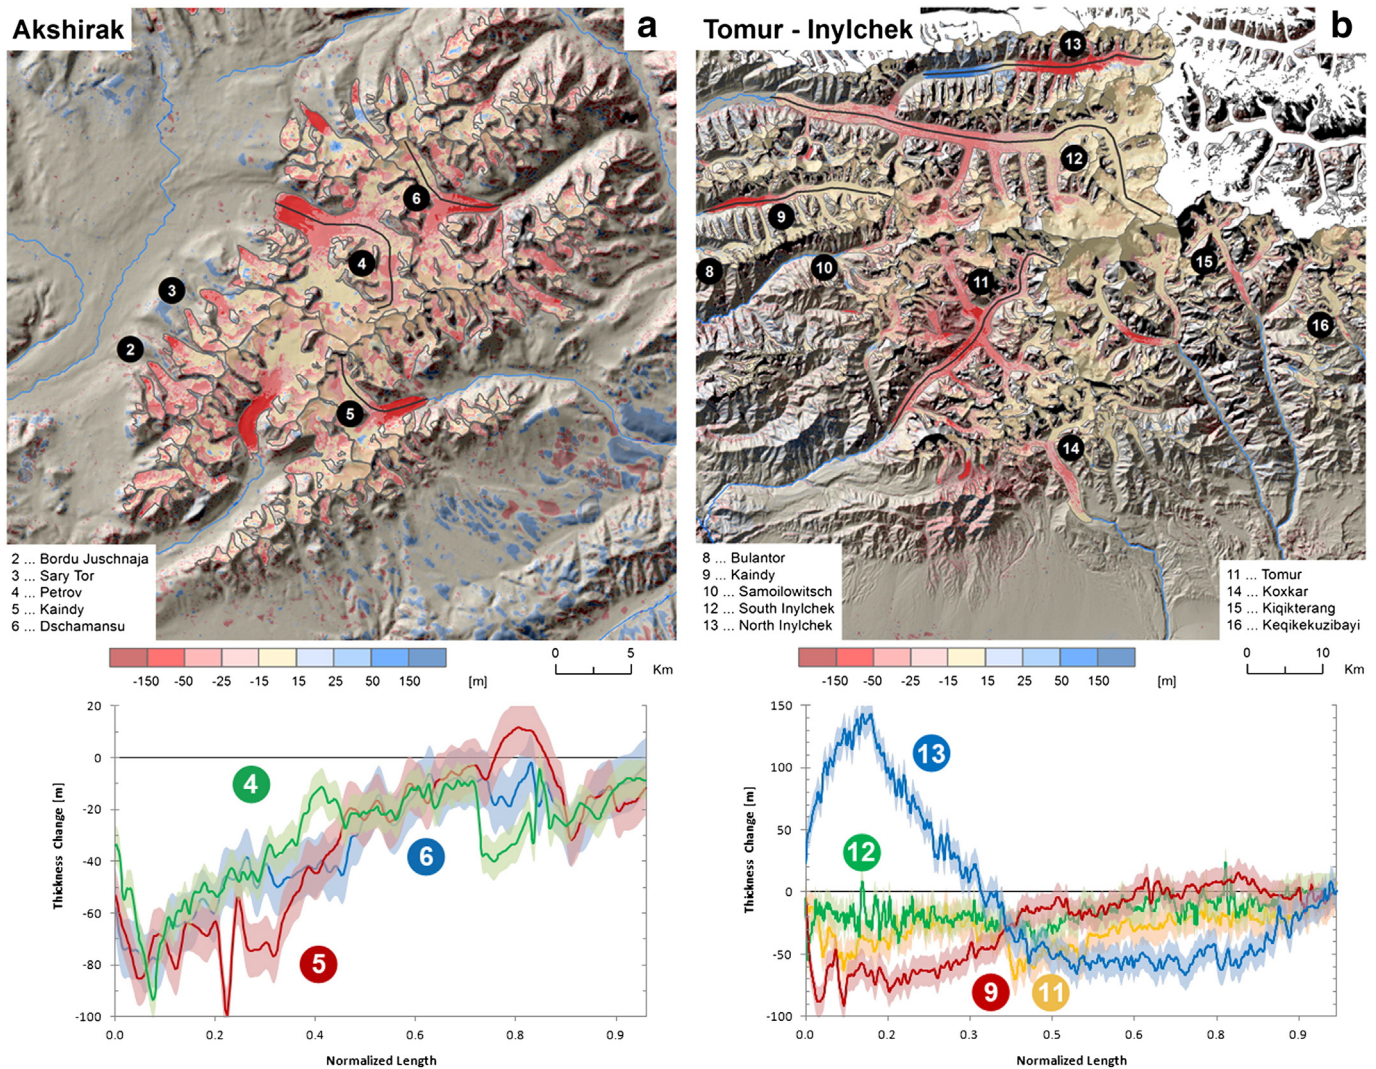 Akshirak
a
6
4
3
2
5
2 ... Bordu Juschnaja
3 ... Sary Tor
4 ... Petrov
5 ... Kaindy
6 ... Dschamansu
-150 -50 -25 -15 15 25 50 150 [m]
0 5 Km
Tomur - Inylchek
b
13
12
9
8
10
11
15
16
14
8 ... Bulantor
9 ... Kaindy
10 ... Samoilowitsch
12 ... South Inylchek
13 ... North Inylchek
11 ... Tomur
14 ... Koxkar
15 ... Kiqikterang
16 ... Keqikekuzibayi
-150 -50 -25 -15 15 25 50 150 [m]
0 10 Km
Thickness Change [m]
20
0
-20
-40
-60
-80
-100
4
6
5
0.0 0.2 0.4 0.6 0.8 0.9
Normalized Length
Thickness Change [m]
150
100
50
0
-50
-100
13
12
9
11
0.0 0.2 0.3 0.5 0.6 0.8 0.9
Normalized Length